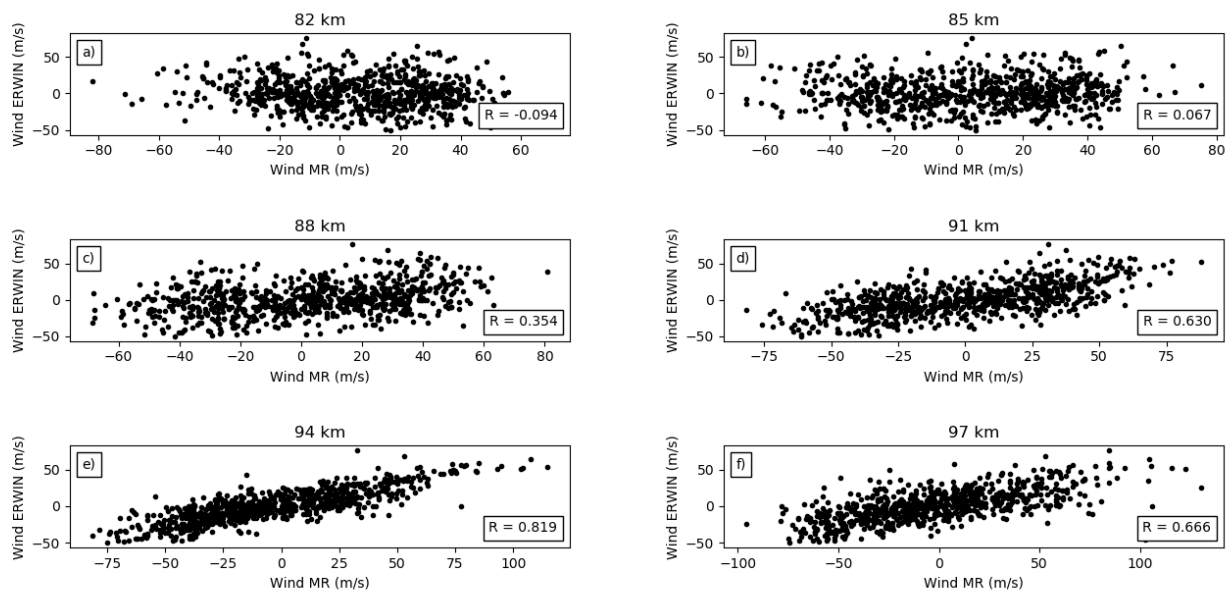 82 km
a)
Wind ERWIN (m/s)
50
0
−50
R = -0.094
−80 −60 −40 −20 0 20 40 60
Wind MR (m/s)
85 km
b)
Wind ERWIN (m/s)
50
0
−50
R = 0.067
−60 −40 −20 0 20 40 60 80
Wind MR (m/s)
88 km
c)
Wind ERWIN (m/s)
50
0
−50
R = 0.354
−60 −40 −20 0 20 40 60 80
Wind MR (m/s)
91 km
d)
Wind ERWIN (m/s)
50
0
−50
R = 0.630
−75 −50 −25 0 25 50 75
Wind MR (m/s)
94 km
e)
Wind ERWIN (m/s)
50
0
−50
R = 0.819
−75 −50 −25 0 25 50 75 100
Wind MR (m/s)
97 km
f)
Wind ERWIN (m/s)
50
0
−50
R = 0.666
−100 −50 0 50 100
Wind MR (m/s)